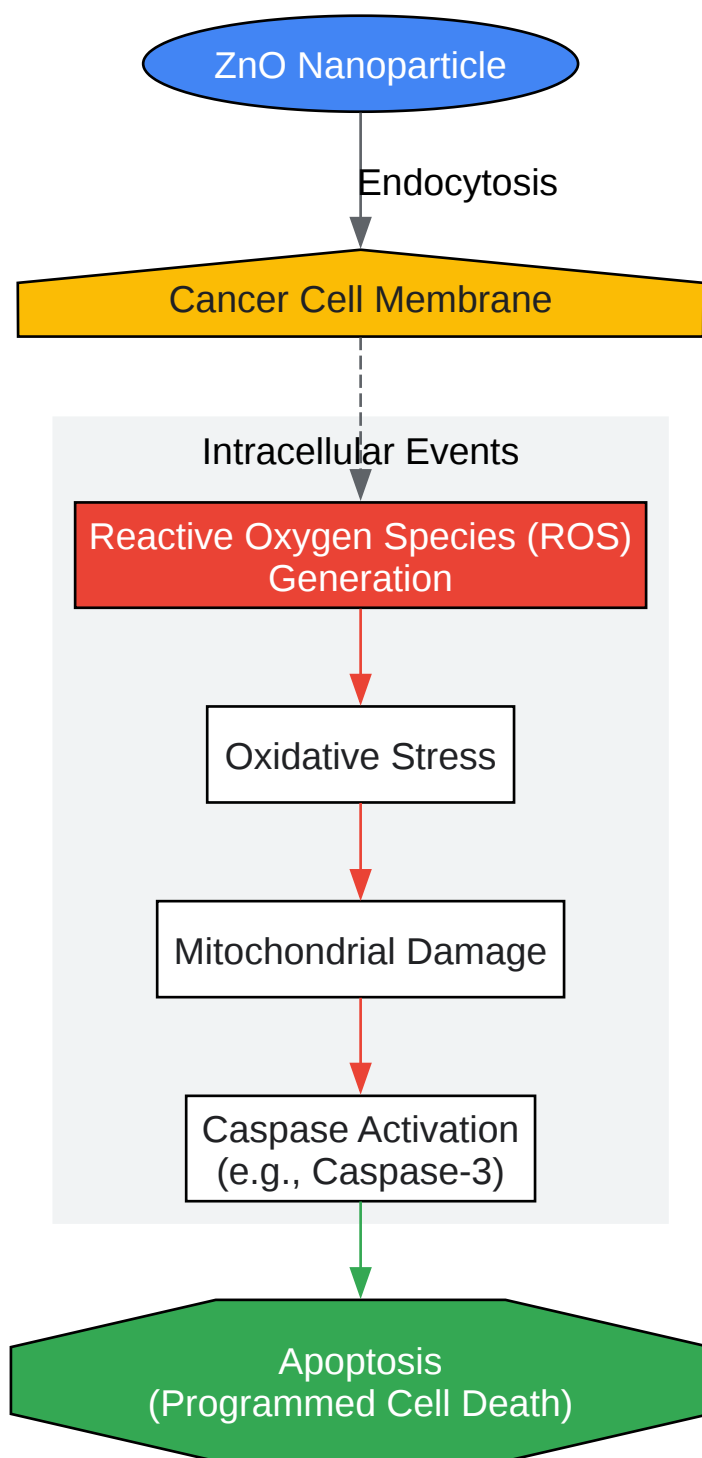 ZnO Nanoparticle
Endocytosis
Cancer Cell Membrane
Intracellular Events
Reactive Oxygen Species (ROS)
Generation
Oxidative Stress
Mitochondrial Damage
Caspase Activation
(e.g., Caspase-3)
Apoptosis
(Programmed Cell Death)